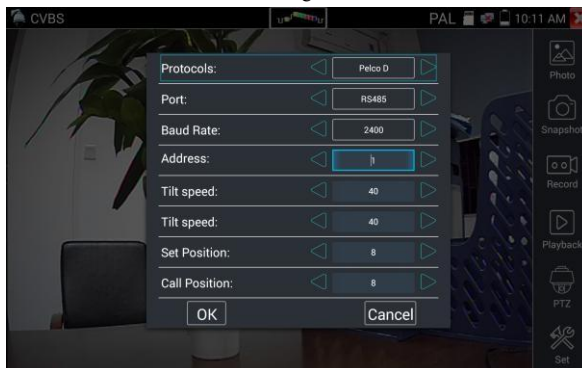 CVBS PAL 10:11 AM
Protocols: Pelco D
Port: RS485
Baud Rate: 2400
Address: 1
Tilt speed: 40
Tilt speed: 40
Set Position: 8
Call Position: 8
OK Cancel
Photo
Snapshot
Record
Playback
PTZ
Set